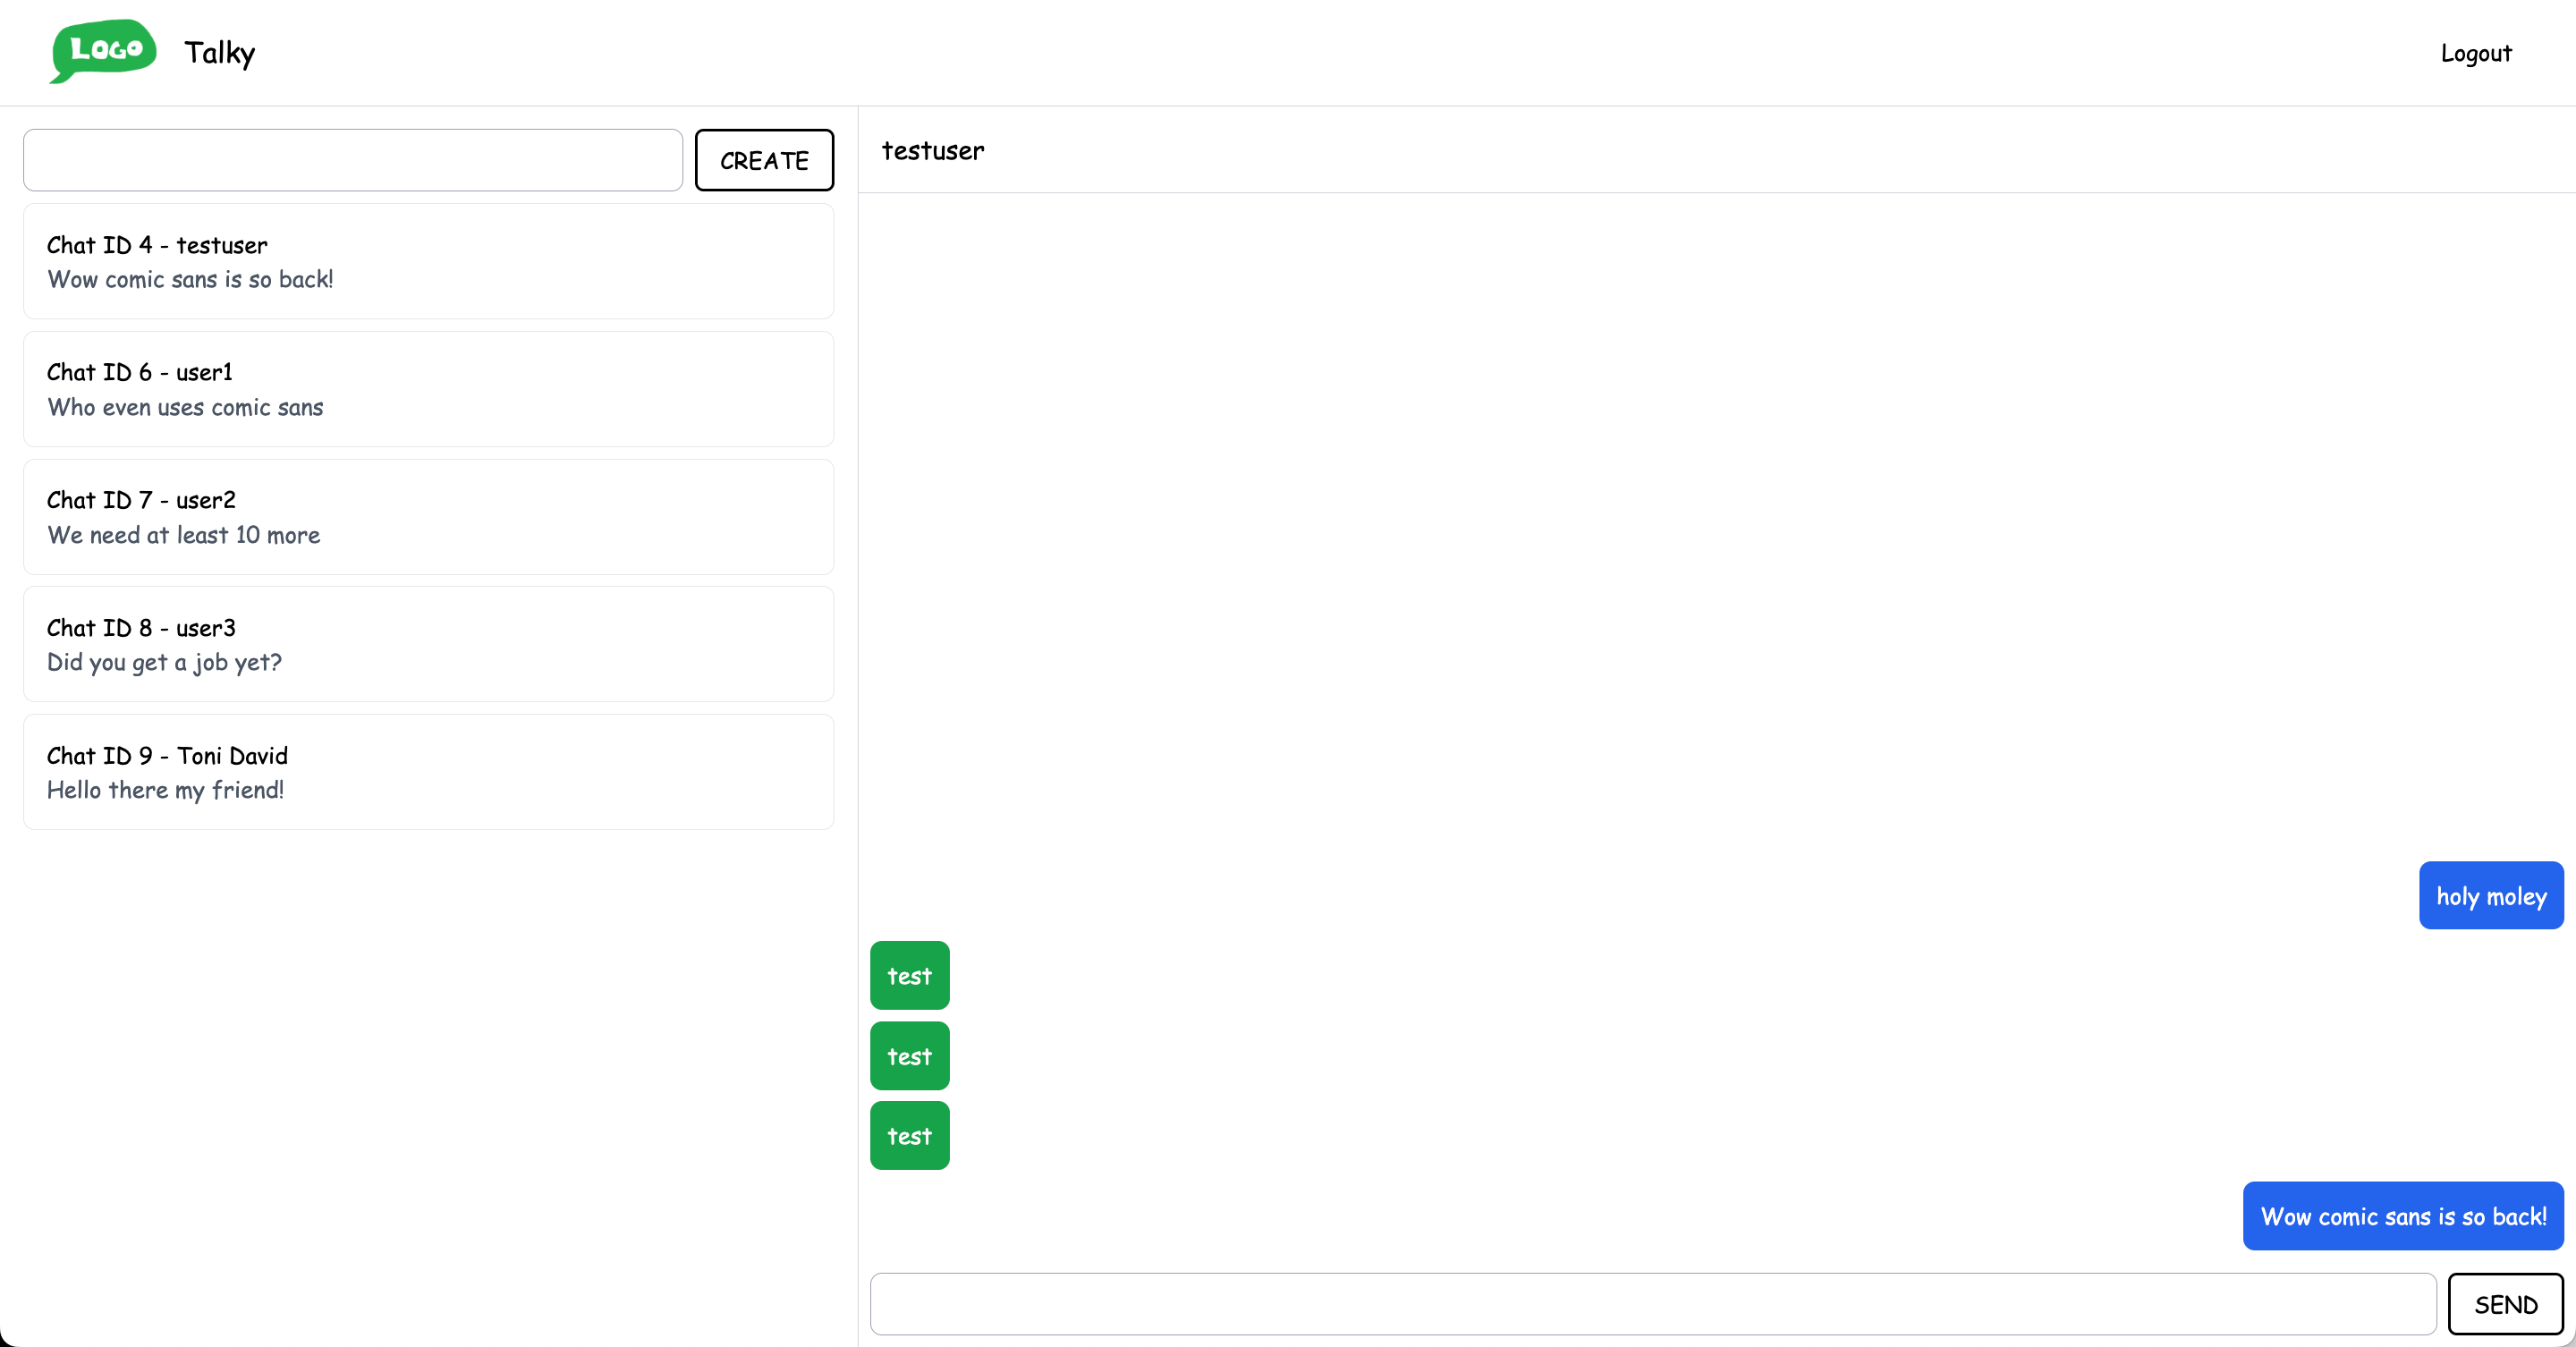 LOGO
Talky
Logout
CREATE
Chat ID 4 - testuser
Wow comic sans is so back!
Chat ID 6 - user1
Who even uses comic sans
Chat ID 7 - user2
We need at least 10 more
Chat ID 8 - user3
Did you get a job yet?
Chat ID 9 - Toni David
Hello there my friend!
testuser
holy moley
test
test
test
Wow comic sans is so back!
SEND